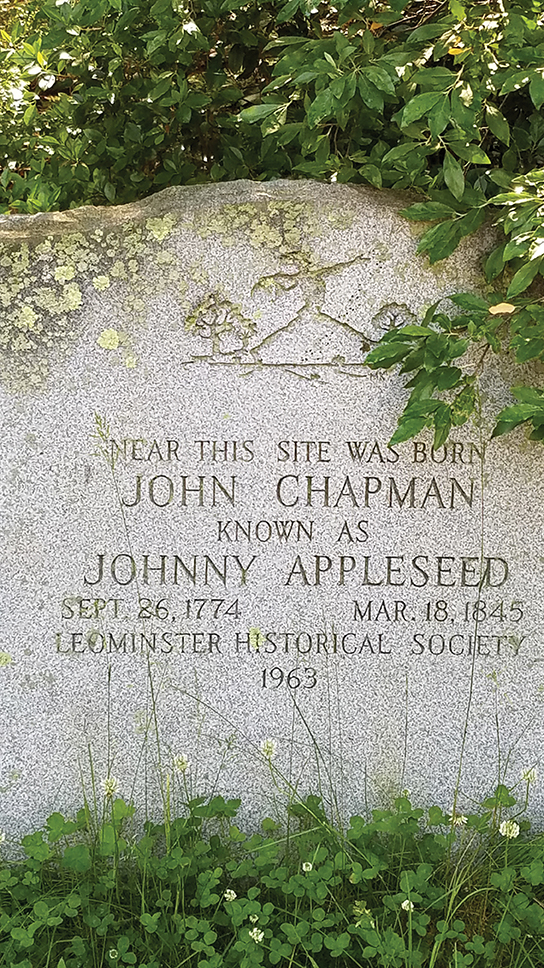 NEAR THIS SITE WAS BORN
JOHN CHAPMAN
KNOWN AS
JOHNNY APPLESEED
SEPT. 26, 1774 MAR. 18, 1845
LEOMINSTER HISTORICAL SOCIETY
1963